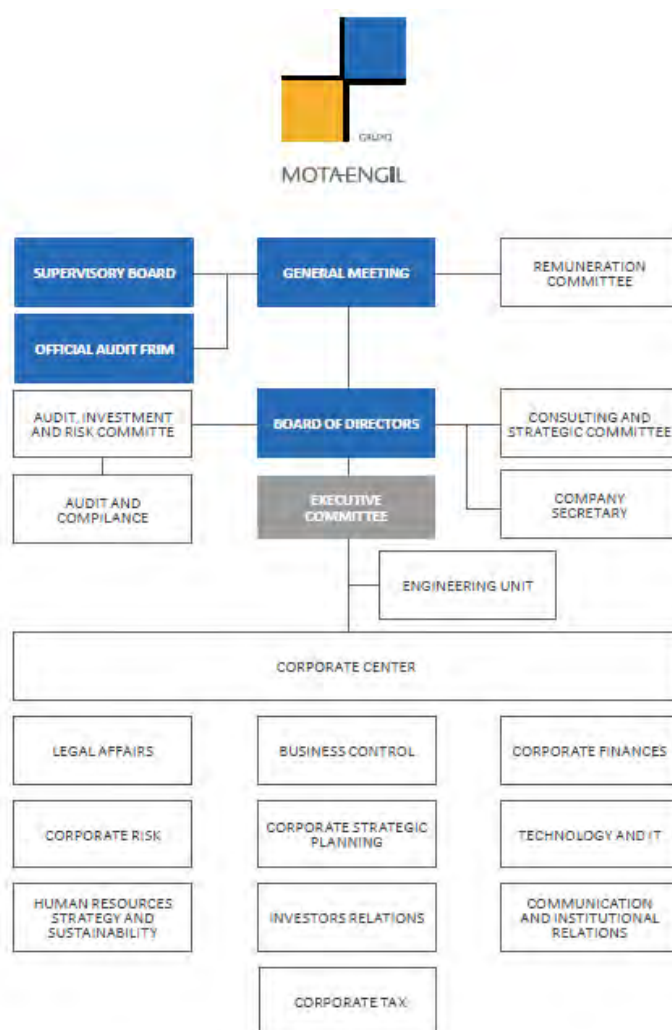 GRUPO
MOTA-ENGIL
SUPERVISORY BOARD
GENERAL MEETING
REMUNERATION
COMMITTEE
OFFICIAL AUDIT FRIM
AUDIT, INVESTMENT
AND RISK COMMITTE
BOARD OF DIRECTORS
CONSULTING AND
STRATEGIC COMMITTEE
AUDIT AND
COMPILANCE
EXECUTIVE
COMMITTEE
COMPANY
SECRETARY
ENGINEERING UNIT
CORPORATE CENTER
LEGAL AFFAIRS
BUSINESS CONTROL
CORPORATE FINANCES
CORPORATE RISK
CORPORATE STRATEGIC
PLANNING
TECHNOLOGY AND IT
HUMAN RESOURCES
STRATEGY AND
SUSTAINABILITY
INVESTORS RELATIONS
COMMUNICATION
AND INSTITUTIONAL
RELATIONS
CORPORATE TAX